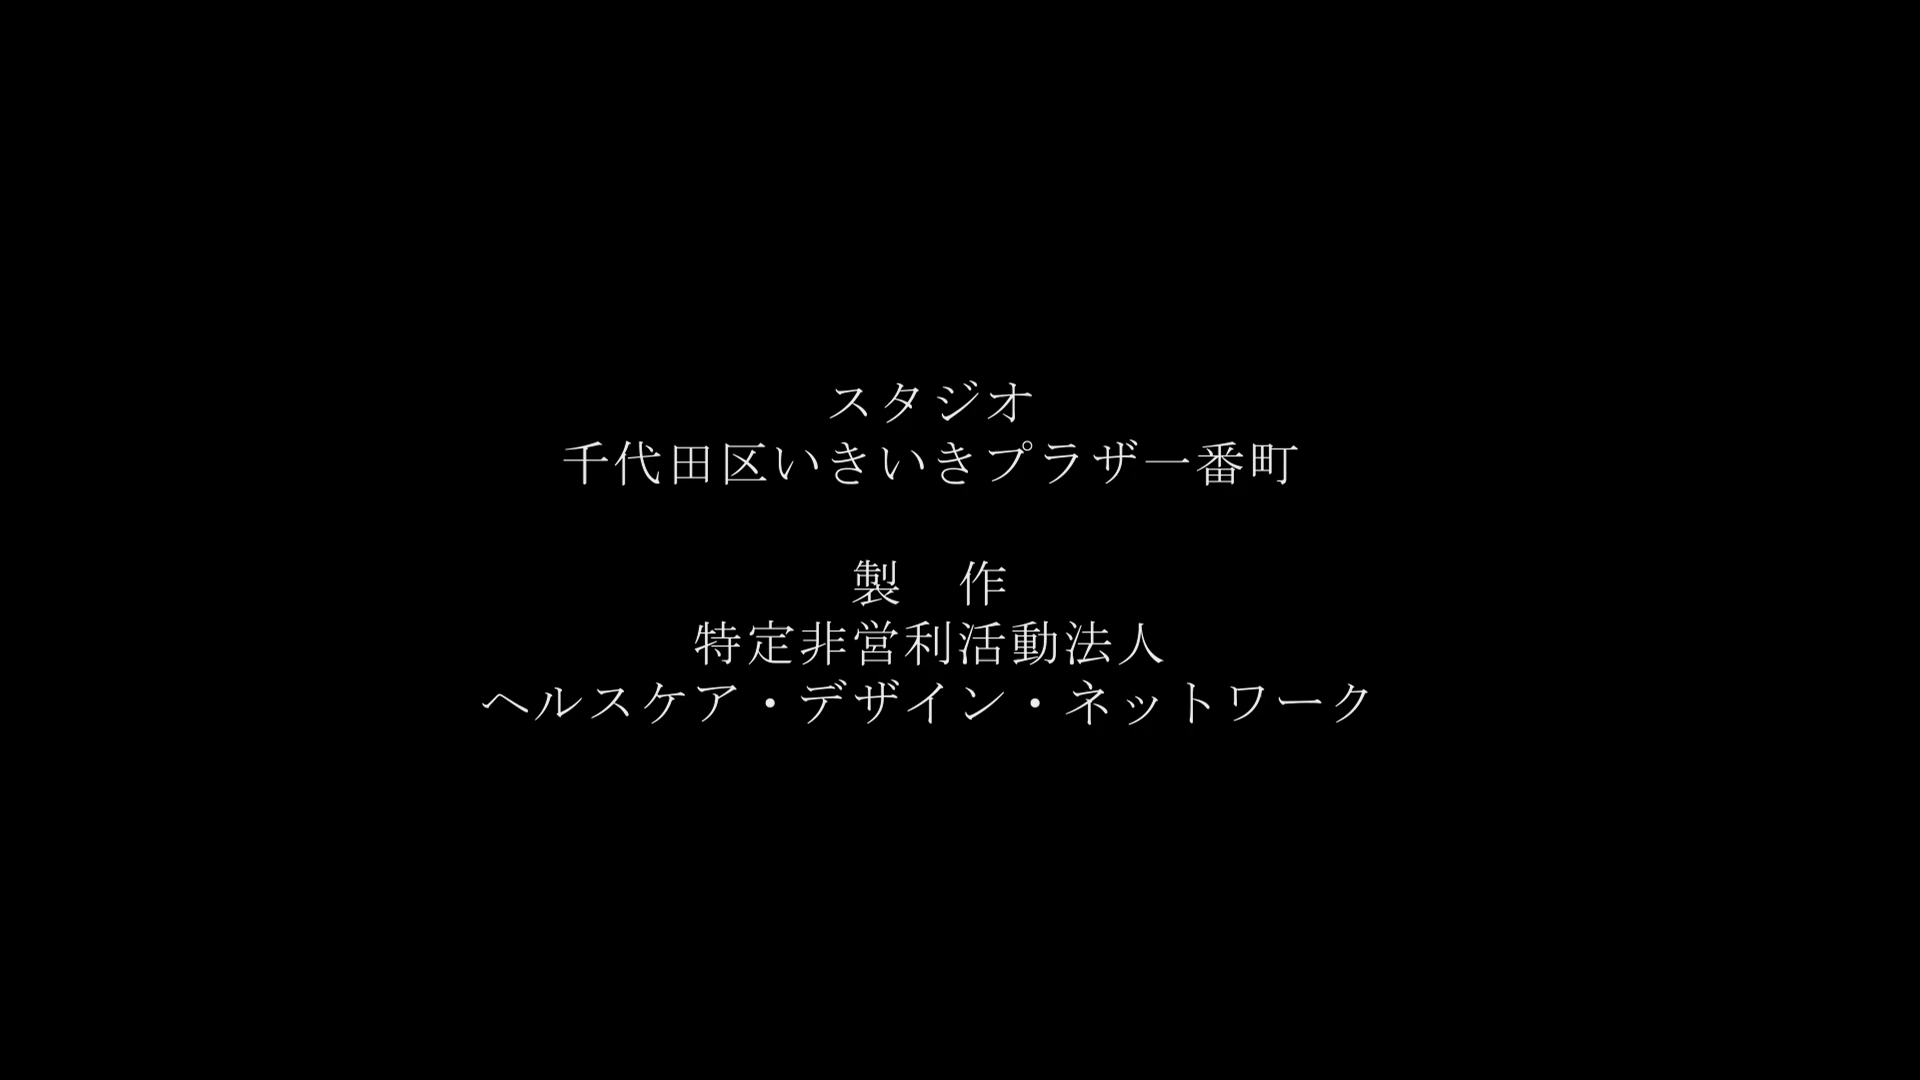 スタジオ
千代田区いきいきプラザ一番町
製　作
特定非営利活動法人
ヘルスケア・デザイン・ネットワーク